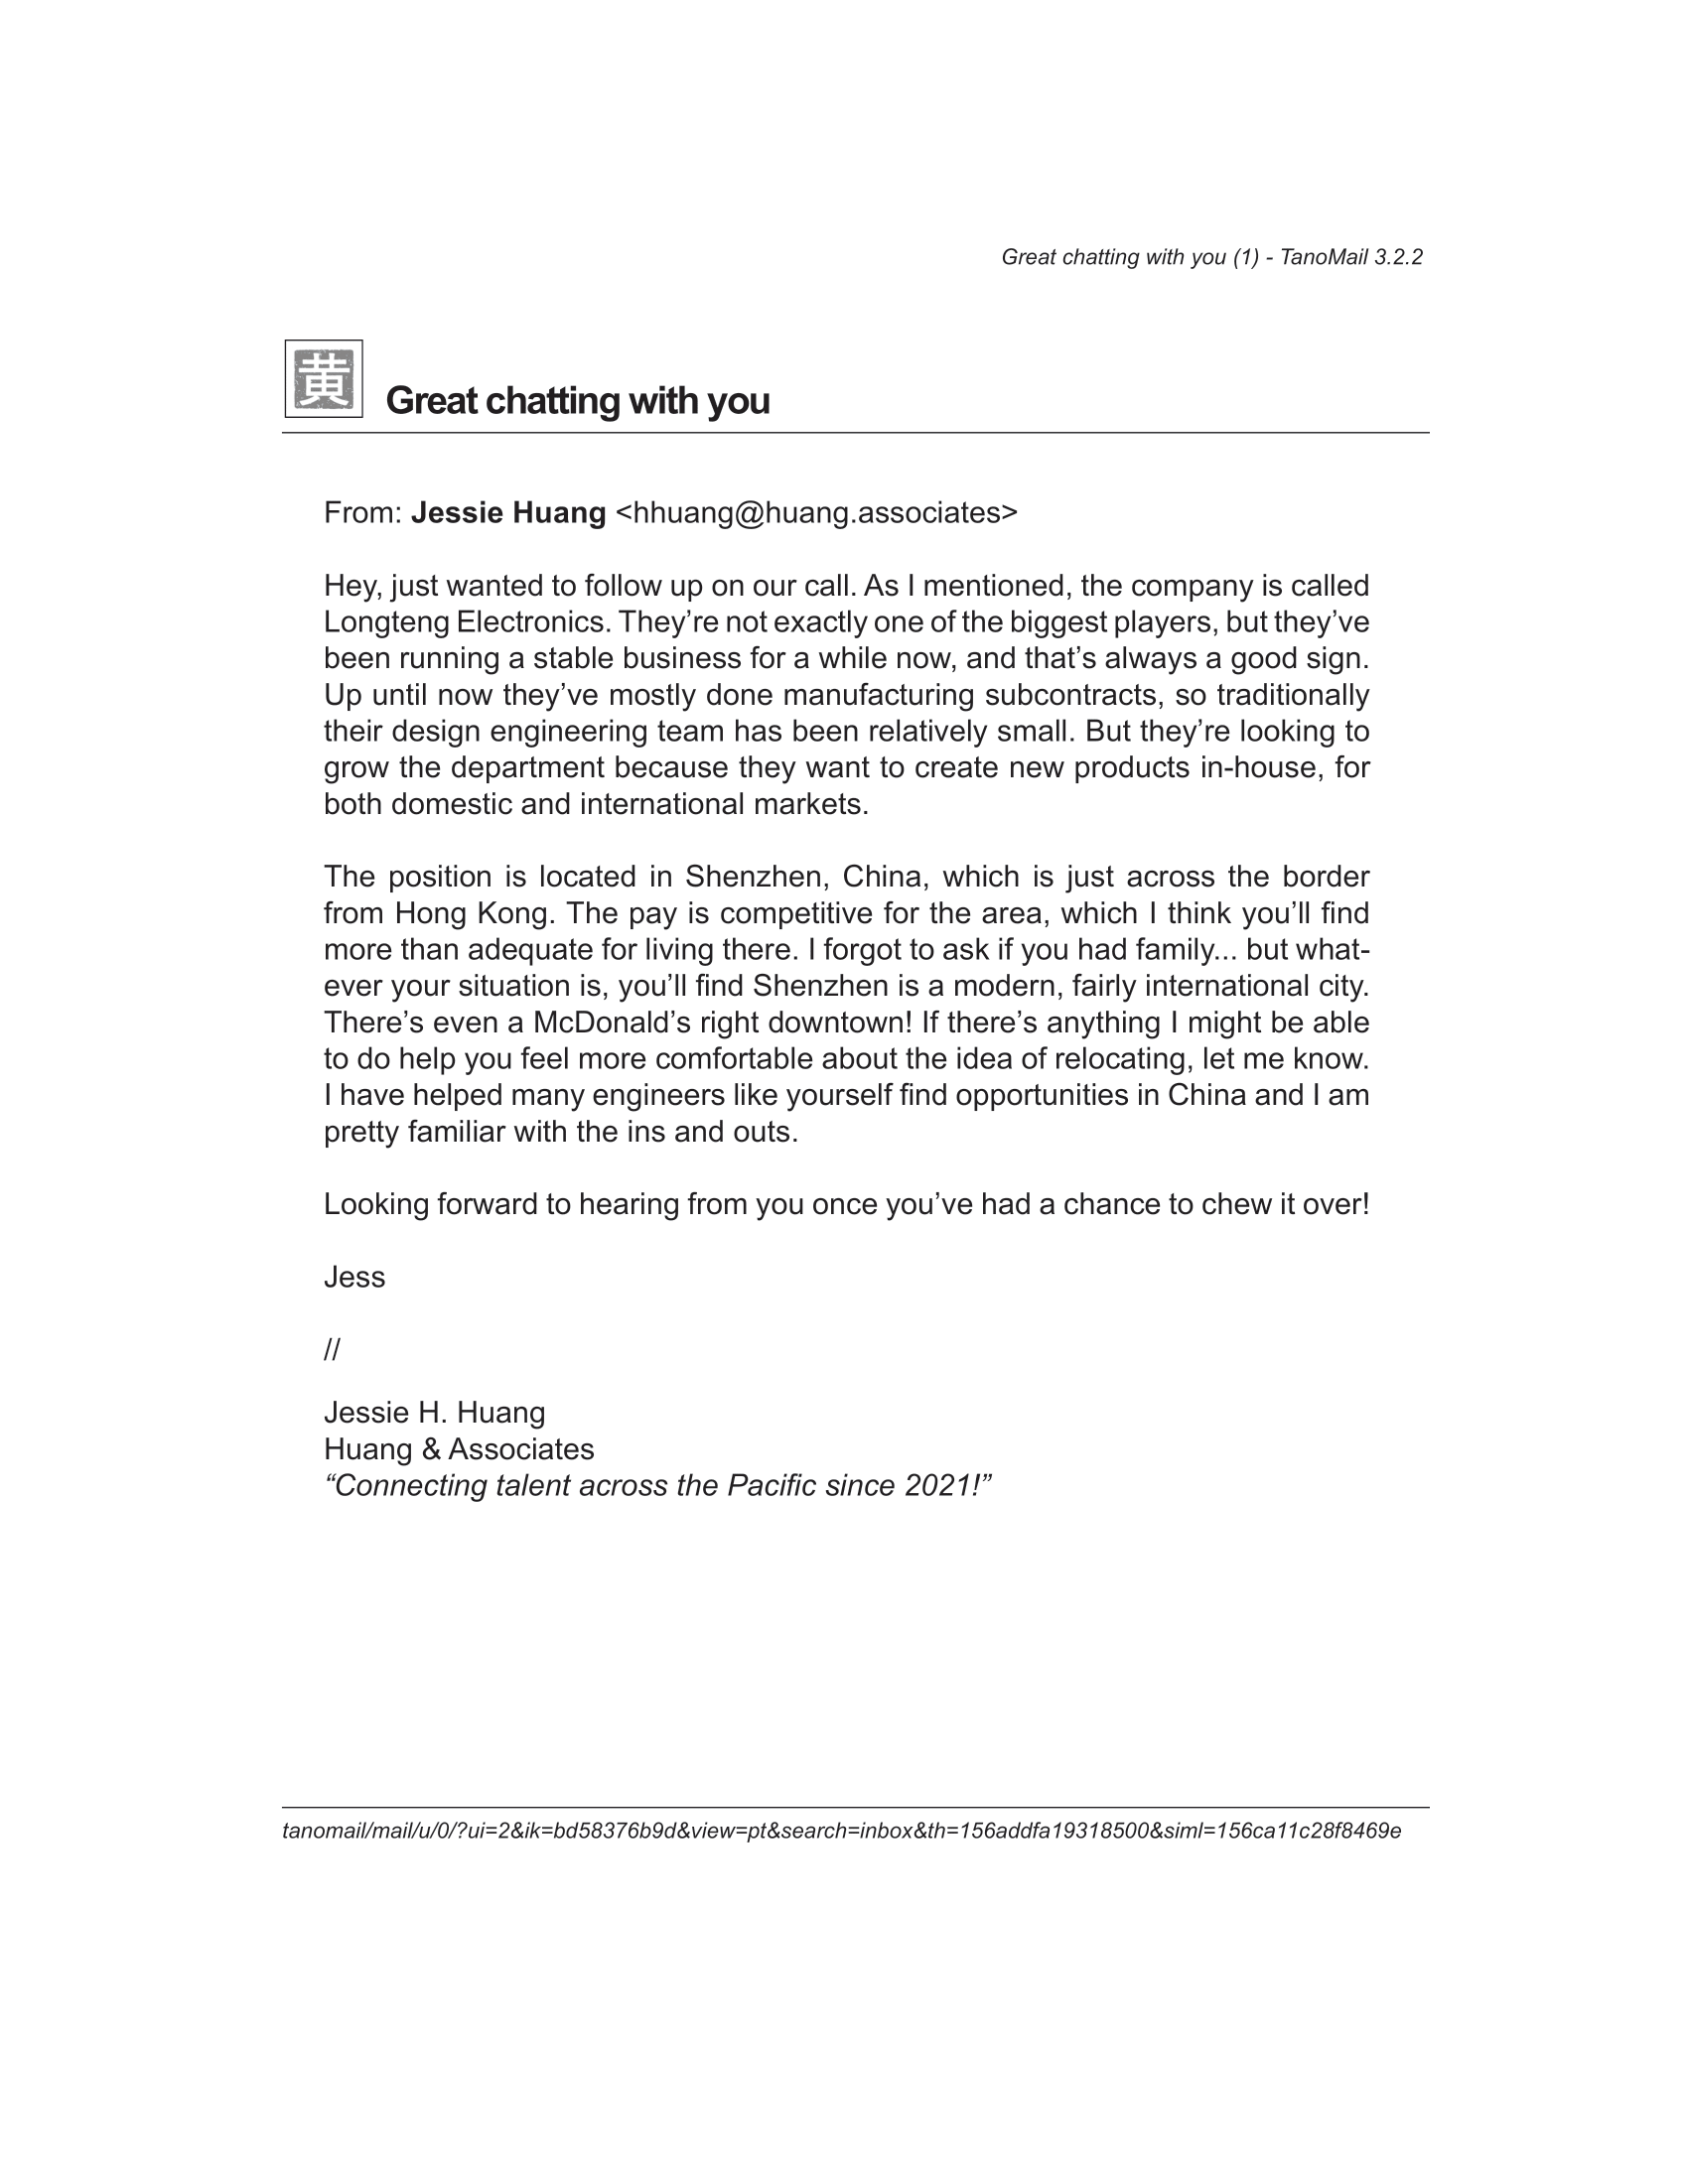 Great chatting with you (1) - TanoMail 3.2.2
黄
Great chatting with you
From: Jessie Huang <hhuang@huang.associates>
Hey, just wanted to follow up on our call. As I mentioned, the company is called
Longteng Electronics. They’re not exactly one of the biggest players, but they’ve
been running a stable business for a while now, and that’s always a good sign.
Up until now they’ve mostly done manufacturing subcontracts, so traditionally
their design engineering team has been relatively small. But they’re looking to
grow the department because they want to create new products in-house, for
both domestic and international markets.
The position is located in Shenzhen, China, which is just across the border
from Hong Kong. The pay is competitive for the area, which I think you’ll find
more than adequate for living there. I forgot to ask if you had family... but what-
ever your situation is, you’ll find Shenzhen is a modern, fairly international city.
There’s even a McDonald’s right downtown! If there’s anything I might be able
to do help you feel more comfortable about the idea of relocating, let me know.
I have helped many engineers like yourself find opportunities in China and I am
pretty familiar with the ins and outs.
Looking forward to hearing from you once you’ve had a chance to chew it over!
Jess
//
Jessie H. Huang
Huang & Associates
“Connecting talent across the Pacific since 2021!”
tanomail/mail/u/0/?ui=2&ik=bd58376b9d&view=pt&search=inbox&th=156addfa19318500&siml=156ca11c28f8469e